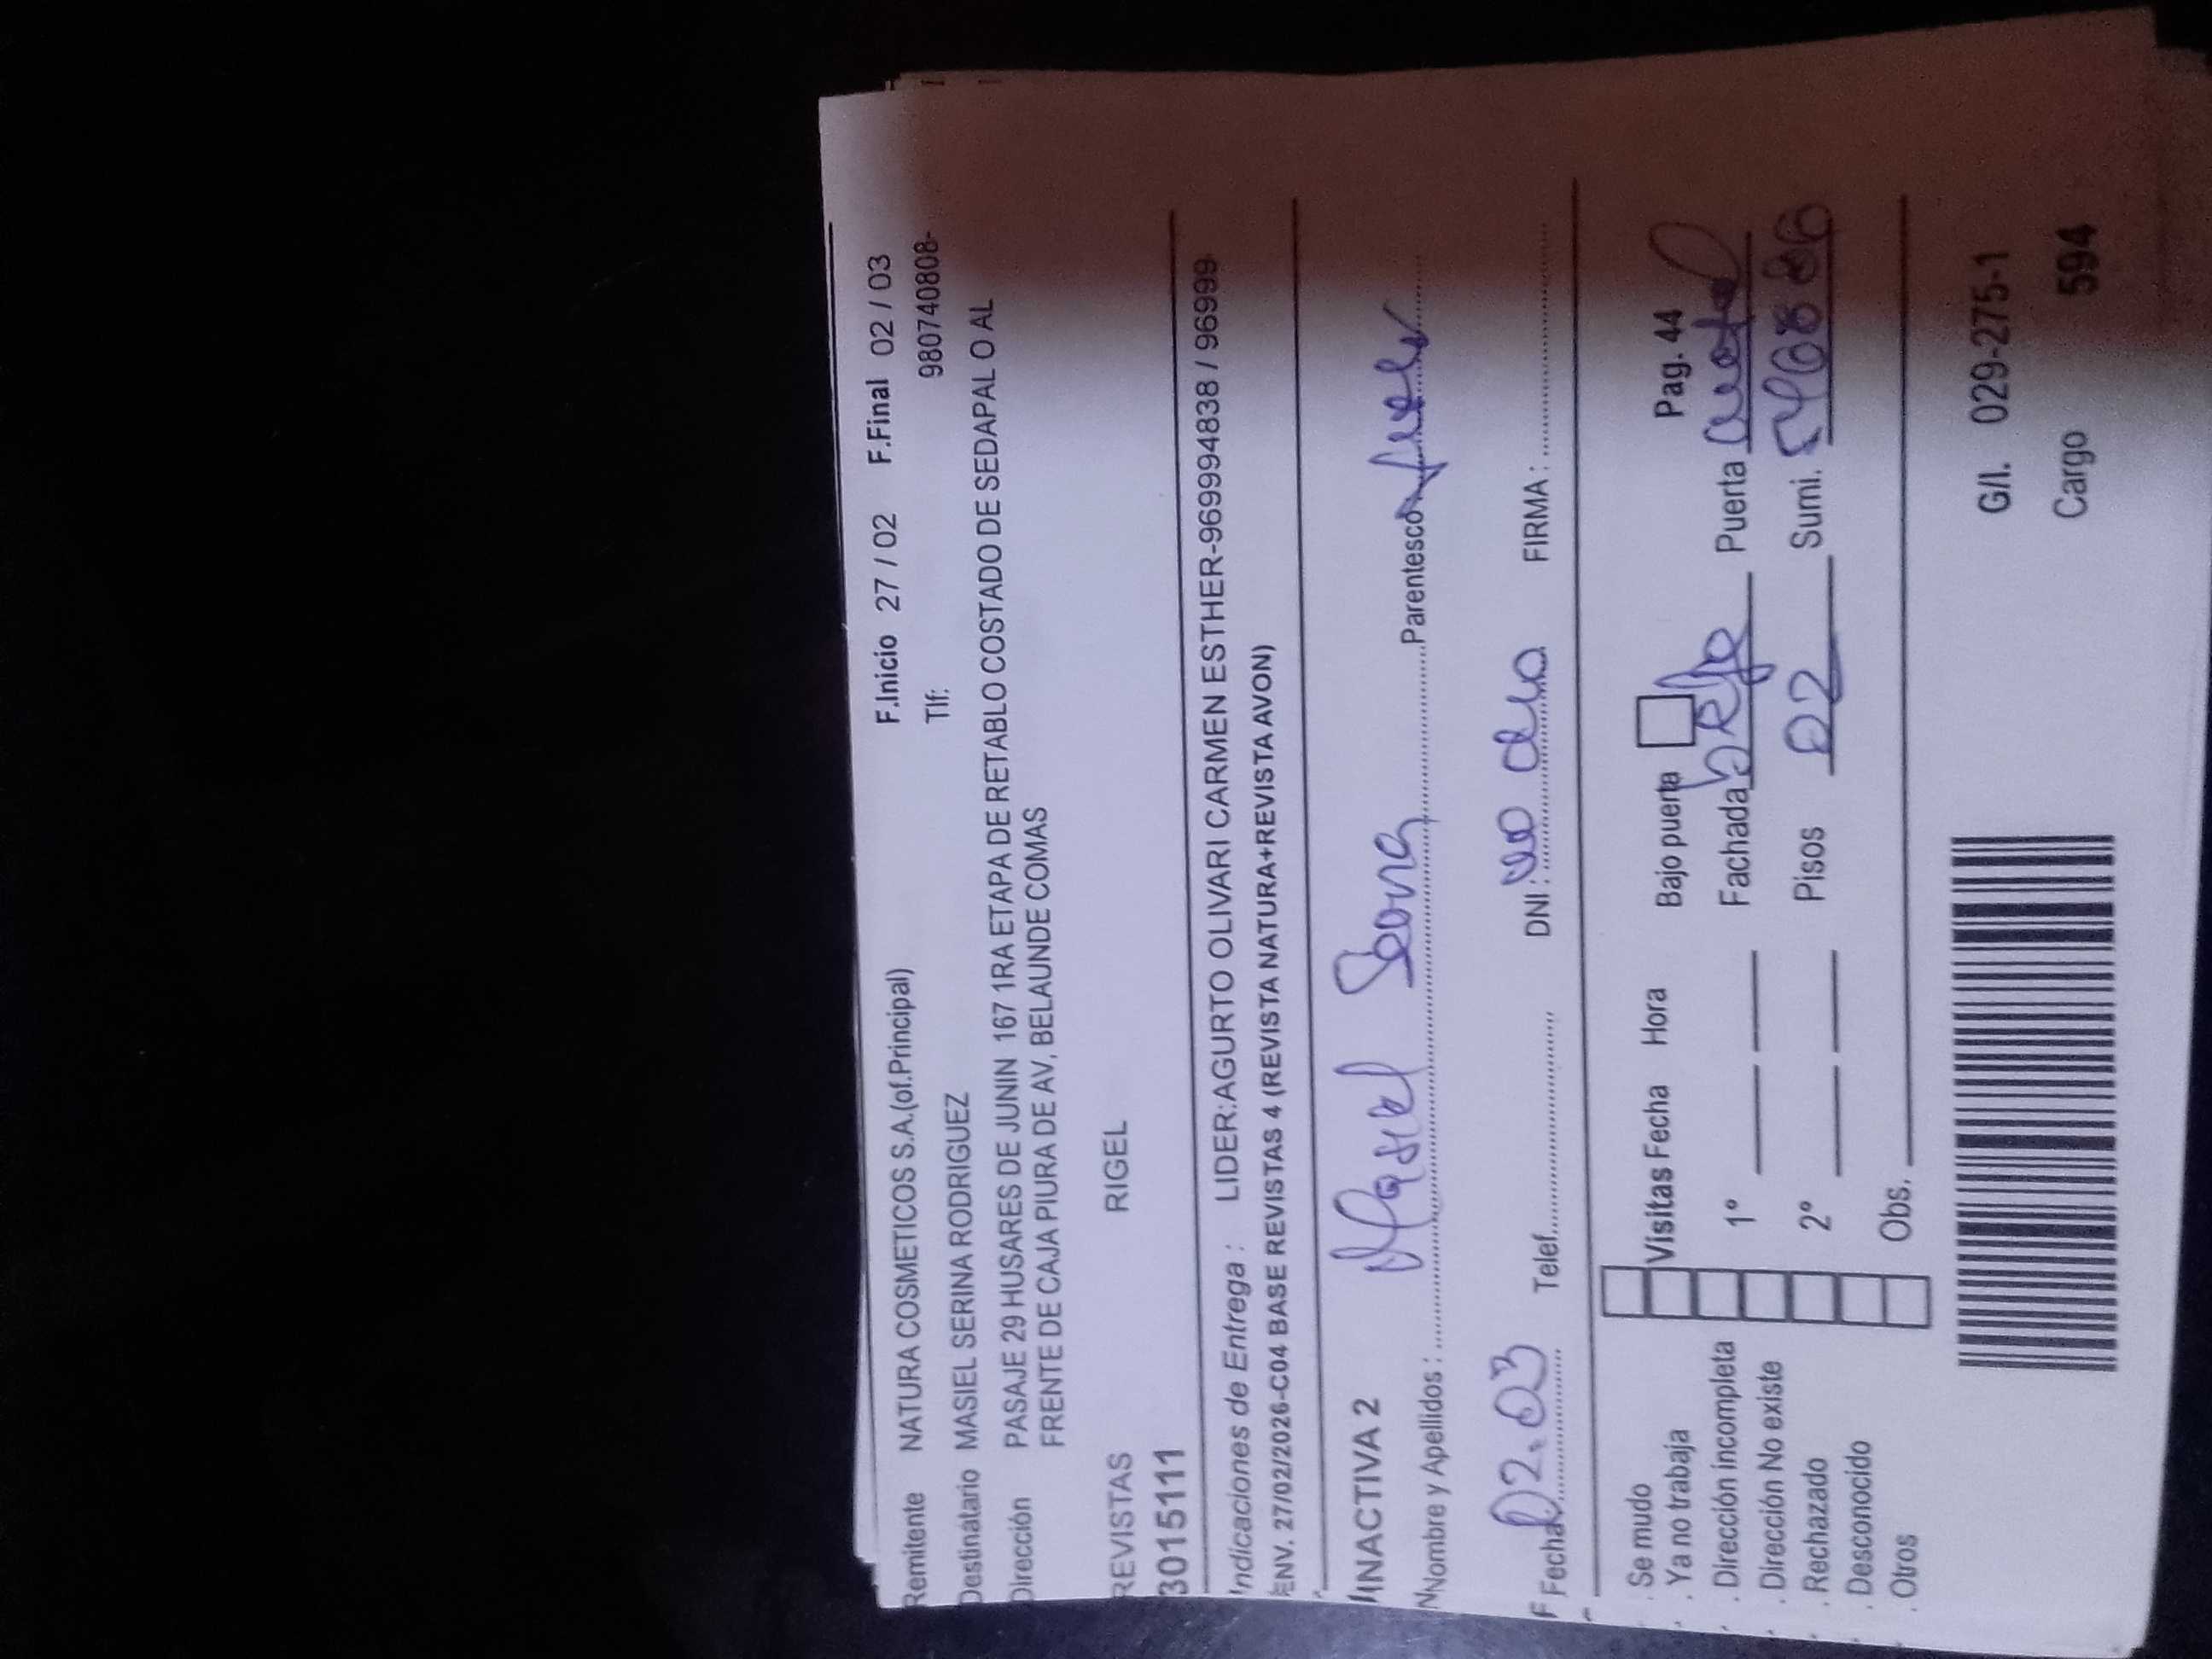 F.Inicio 27 / 02 F.Final 02 / 03
Remitente NATURA COSMETICOS S.A.(of.Principal) Tlf: 980740808-
Destinatario MASIEL SERINA RODRIGUEZ
Dirección PASAJE 29 HUSARES DE JUNIN 167 1RA ETAPA DE RETABLO COSTADO DE SEDAPAL O AL
FRENTE DE CAJA PIURA DE AV. BELAUNDE COMAS
REVISTAS RIGEL
3015111
Indicaciones de Entrega : LIDER:AGURTO OLIVARI CARMEN ESTHER-969994838 / 96999
ENV. 27/02/2026-C04 BASE REVISTAS 4 (REVISTA NATURA+REVISTA AVON)
INACTIVA 2
Nombre y Apellidos : Masiel Parentesco
Fecha 02.03 Telef. DNI : FIRMA :
. Se mudo
. Ya no trabaja Visitas Fecha Hora Bajo puerta Pag. 44
. Dirección incompleta 1º Fachada Puerta
. Dirección No existe
. Rechazado 2º Pisos 02 Sumi.
. Desconocido
. Otros Obs.
G/I. 029-275-1
Cargo 594